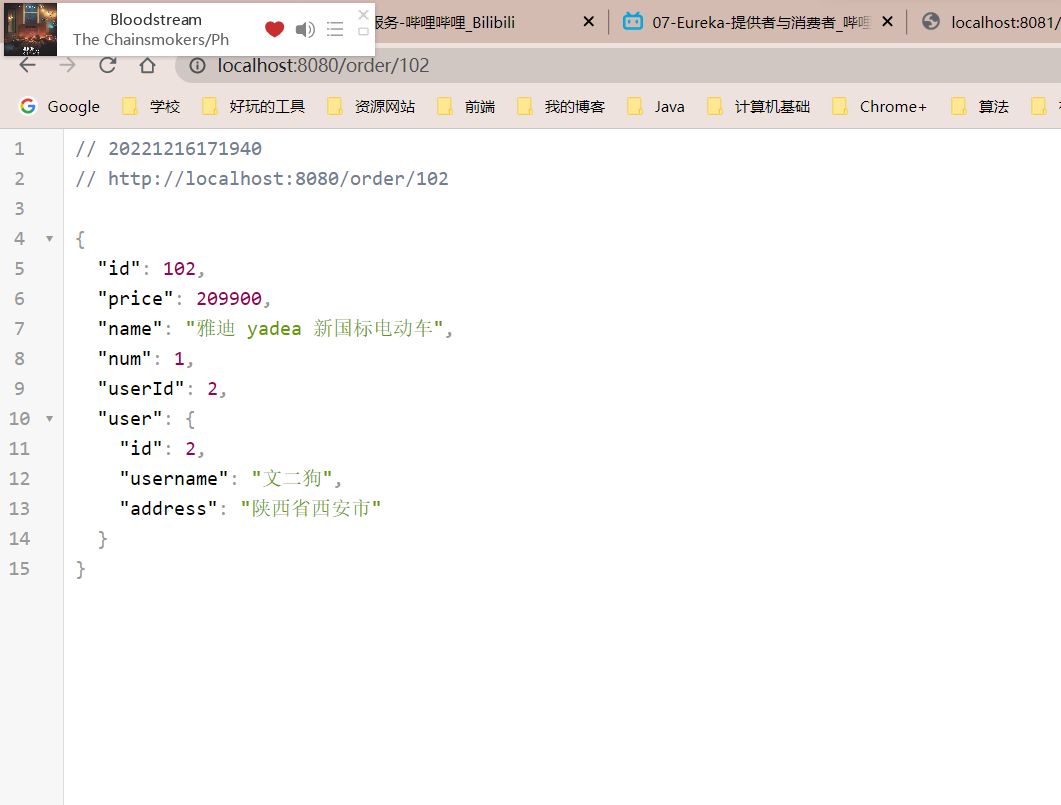 Bloodstream
The Chainsmokers/Ph
服务-哔哩哔哩_Bilibili
07-Eureka-提供者与消费者_哔哩
localhost:8081/
localhost:8080/order/102
Google 学校 好玩的工具 资源网站 前端 我的博客 Java 计算机基础 Chrome+ 算法
1 // 20221216171940
2 // http://localhost:8080/order/102
3
4 {
5 "id": 102,
6 "price": 209900,
7 "name": "雅迪 yadea 新国标电动车",
8 "num": 1,
9 "userId": 2,
10 "user": {
11 "id": 2,
12 "username": "文二狗",
13 "address": "陕西省西安市"
14 }
15 }